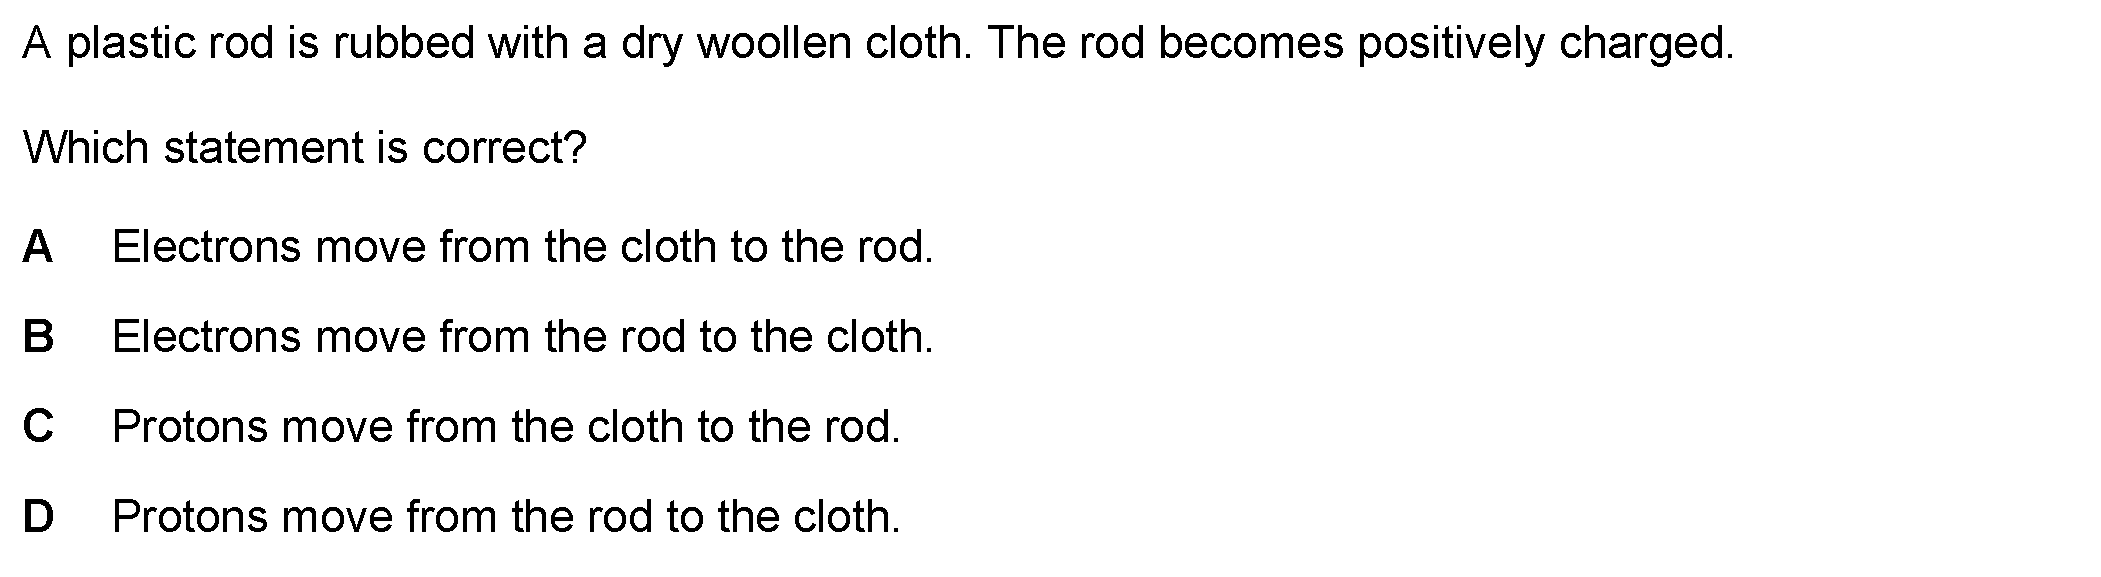 A plastic rod is rubbed with a dry woollen cloth. The rod becomes positively charged.
Which statement is correct?
A Electrons move from the cloth to the rod.
B Electrons move from the rod to the cloth.
C Protons move from the cloth to the rod.
D Protons move from the rod to the cloth.